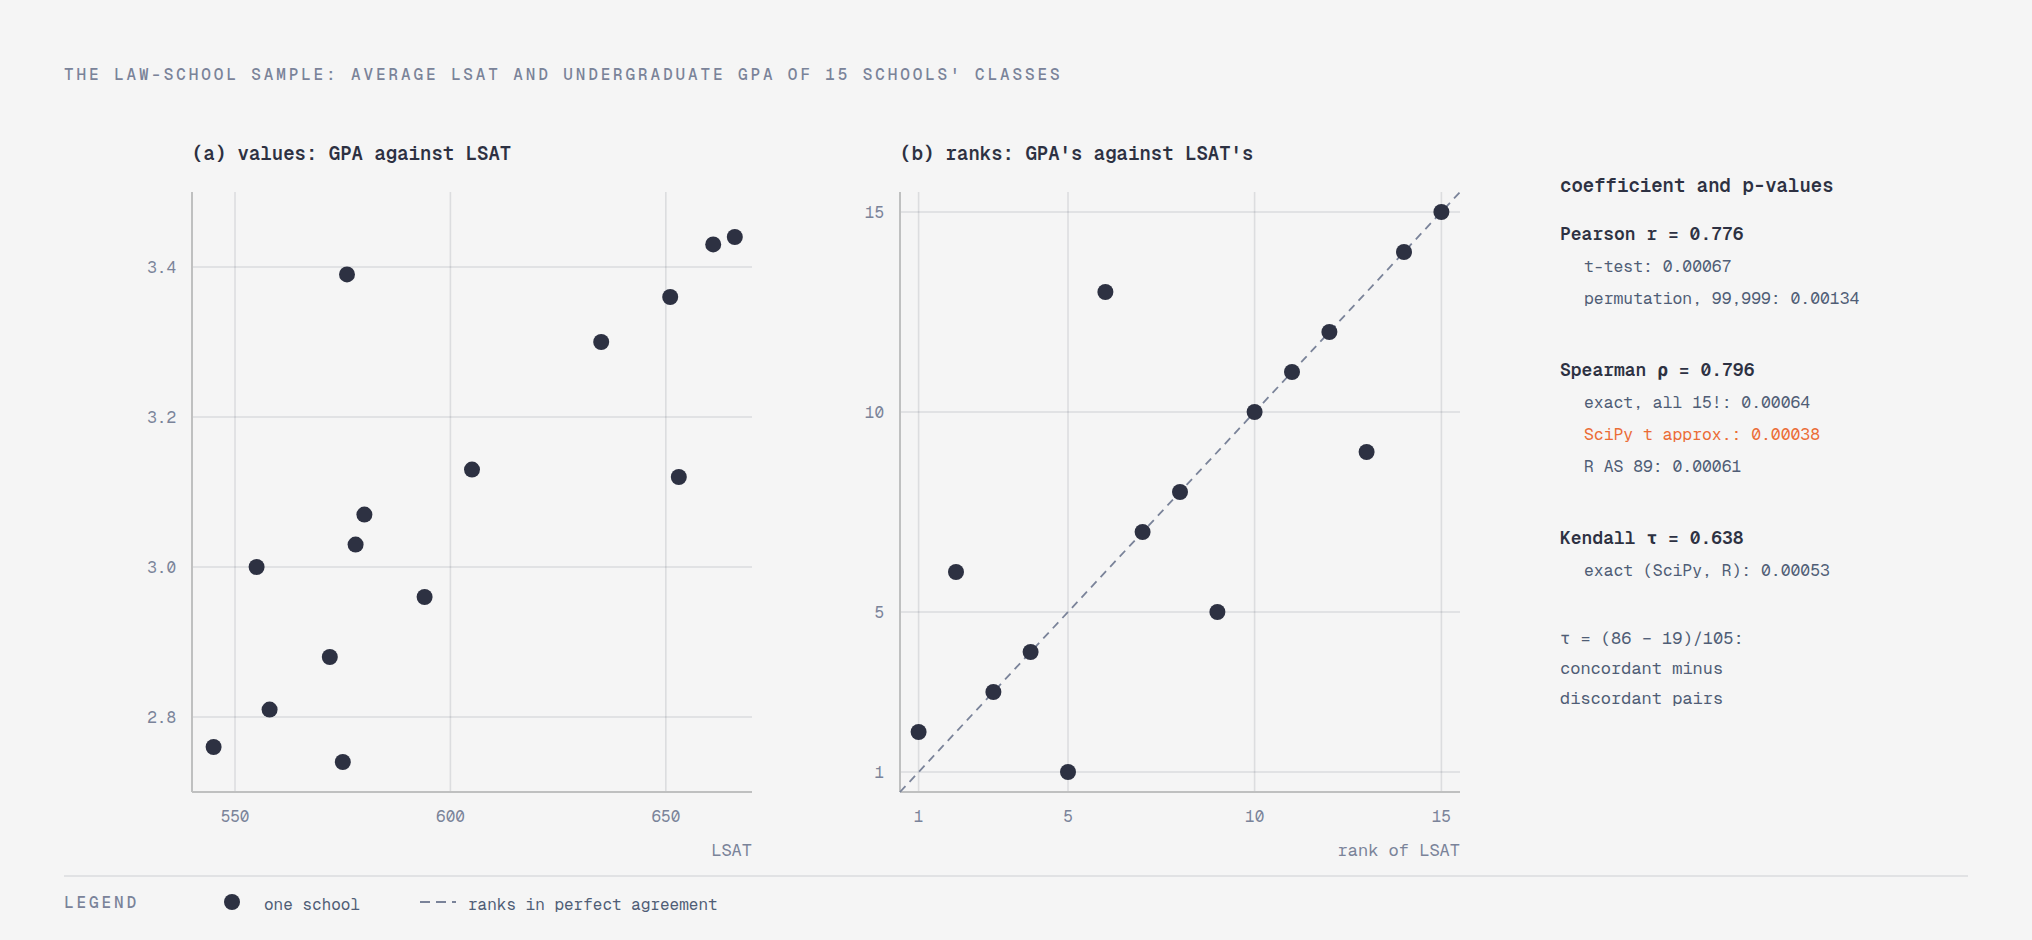 THE LAW-SCHOOL SAMPLE: AVERAGE LSAT AND UNDERGRADUATE GPA OF 15 SCHOOLS' CLASSES
(a) values: GPA against LSAT
3.4
3.2
3.0
2.8
550 600 650
LSAT
(b) ranks: GPA's against LSAT's
15
10
5
1
1 5 10 15
rank of LSAT
coefficient and p-values
Pearson r = 0.776
t-test: 0.00067
permutation, 99,999: 0.00134
Spearman ρ = 0.796
exact, all 15!: 0.00064
SciPy t approx.: 0.00038
R AS 89: 0.00061
Kendall τ = 0.638
exact (SciPy, R): 0.00053
τ = (86 − 19)/105:
concordant minus
discordant pairs
LEGEND one school ranks in perfect agreement